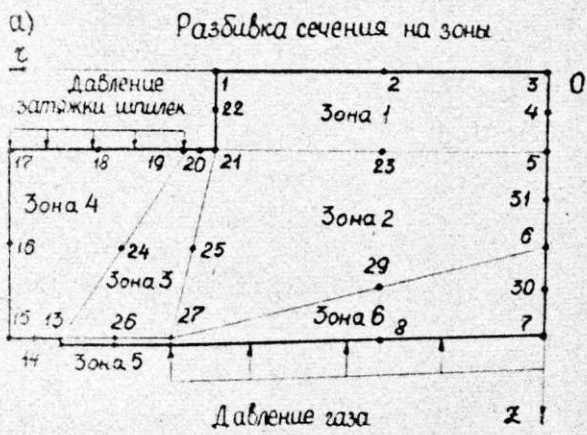 а) Разбивка сечения на зоны
r
Давление
затяжки шпилек
1 2 3 0
22 Зона 1 4
17 18 19 20 21 23 5
Зона 4 Зона 2 31
16 24 25 6
Зона 3 29 30
15 13 26 27 Зона 6 8 7
14 Зона 5
Давление газа z